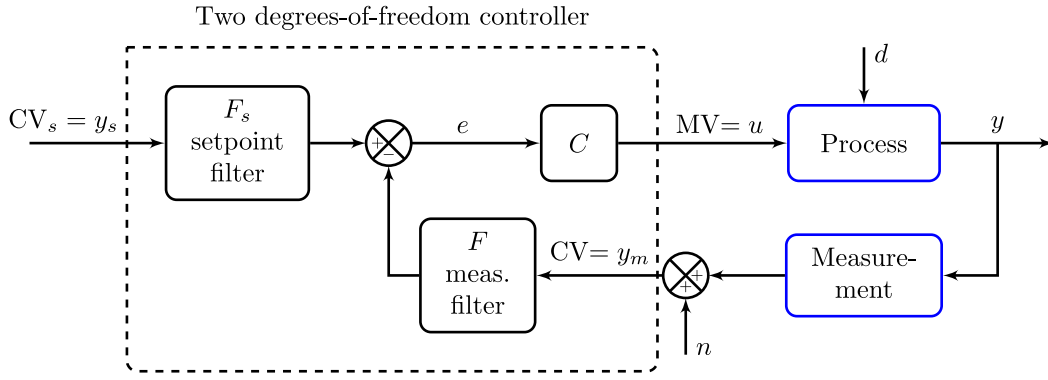 Two degrees-of-freedom controller
CV_s = y_s
F_s
setpoint
filter
+
−
e
C
MV= u
d
Process
y
F
meas.
filter
CV= y_m
+
+
n
Measure-
ment